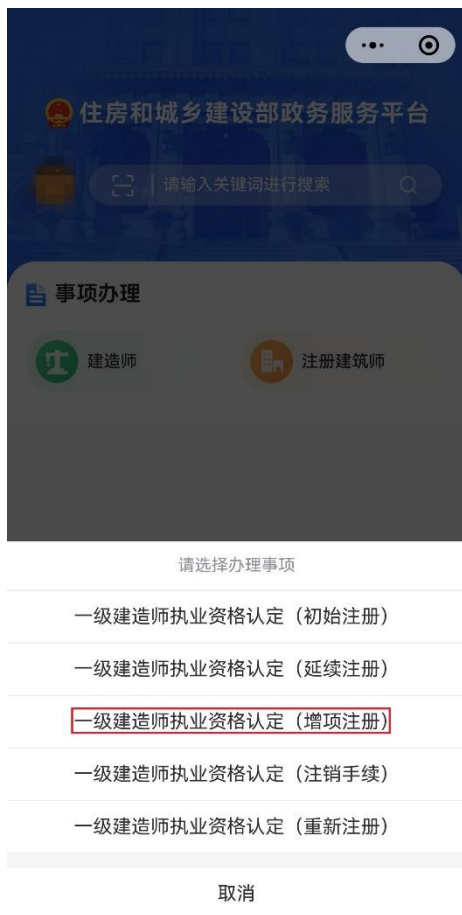 住房和城乡建设部政务服务平台
请输入关键词进行搜索
事项办理
建造师
注册建筑师
请选择办理事项
一级建造师执业资格认定（初始注册）
一级建造师执业资格认定（延续注册）
一级建造师执业资格认定（增项注册）
一级建造师执业资格认定（注销手续）
一级建造师执业资格认定（重新注册）
取消